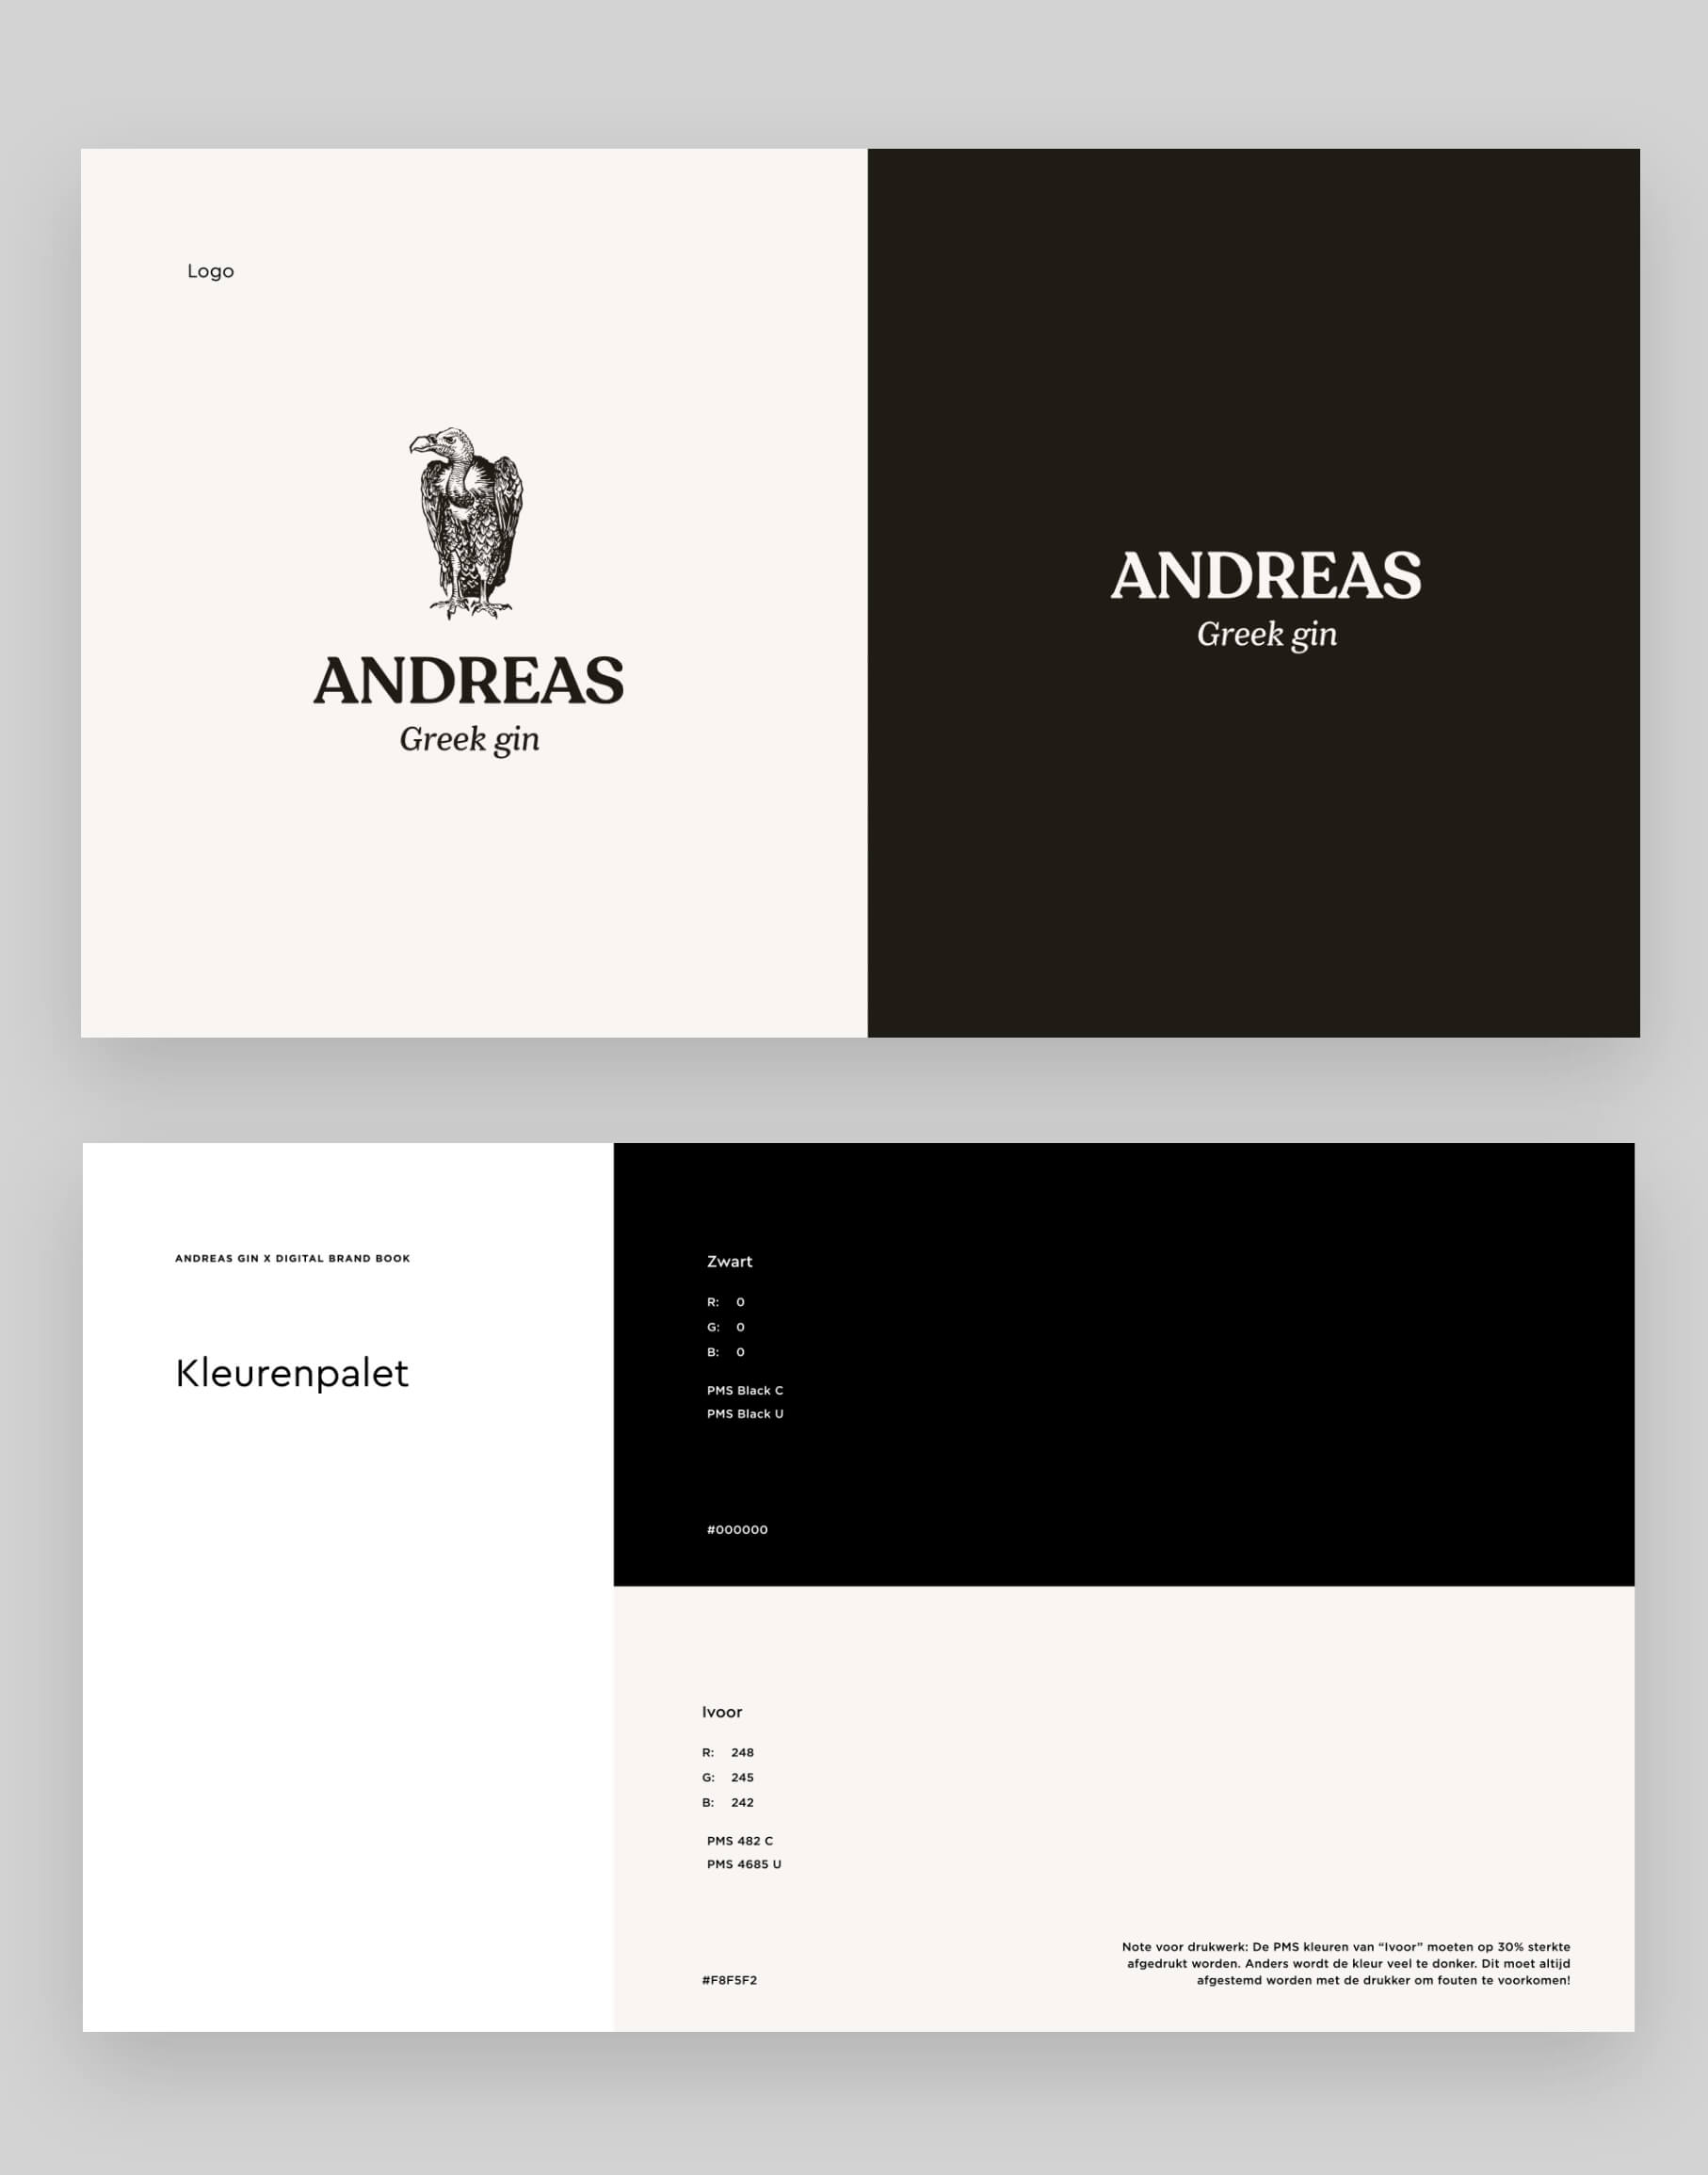 Logo
ANDREAS
Greek gin
ANDREAS
Greek gin
ANDREAS GIN X DIGITAL BRAND BOOK
Kleurenpalet
Zwart
R: 0
G: 0
B: 0
PMS Black C
PMS Black U
#000000
Ivoor
R: 248
G: 245
B: 242
PMS 482 C
PMS 4685 U
#F8F5F2
Note voor drukwerk: De PMS kleuren van “Ivoor” moeten op 30% sterkte
afgedrukt worden. Anders wordt de kleur veel te donker. Dit moet altijd
afgestemd worden met de drukker om fouten te voorkomen!